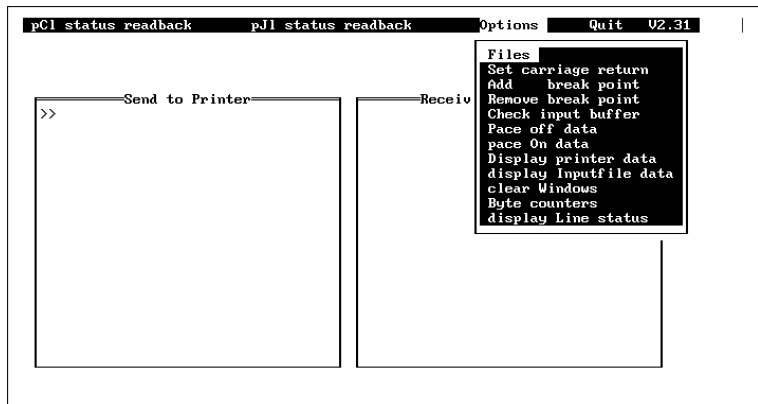 pCl status readback pJl status readback Options Quit V2.31
Files
Set carriage return
Add break point
Remove break point
Check input buffer
Pace off data
pace On data
Display printer data
display Inputfile data
clear Windows
Byte counters
display Line status
Send to Printer
>>
Receiv